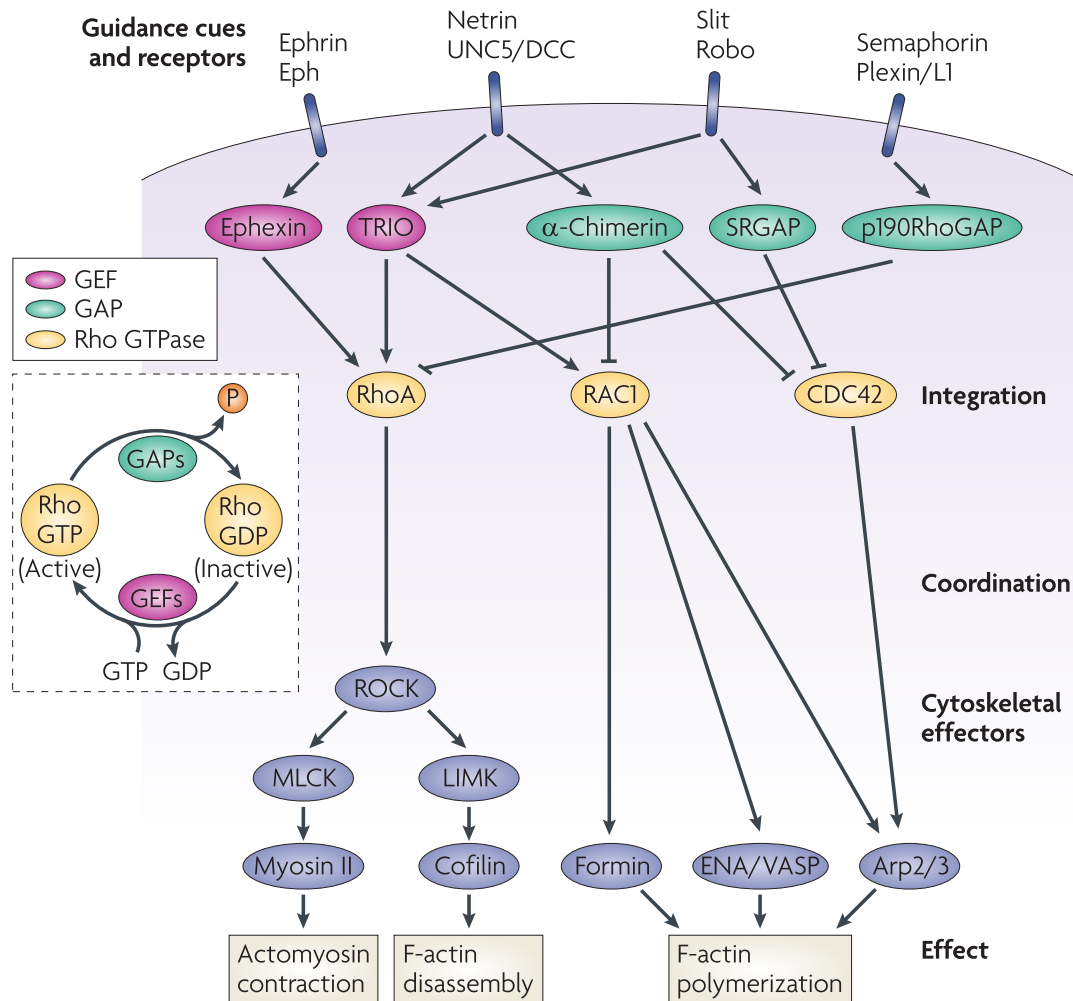 Guidance cues
and receptors
Ephrin
Eph
Netrin
UNC5/DCC
Slit
Robo
Semaphorin
Plexin/L1
Ephexin
TRIO
α-Chimerin
SRGAP
p190RhoGAP
GEF
GAP
Rho GTPase
RhoA
RAC1
CDC42
Integration
P
GAPs
Rho
GTP
(Active)
Rho
GDP
(Inactive)
GEFs
GTP
GDP
Coordination
ROCK
Cytoskeletal
effectors
MLCK
LIMK
Myosin II
Cofilin
Formin
ENA/VASP
Arp2/3
Actomyosin
contraction
F-actin
disassembly
F-actin
polymerization
Effect